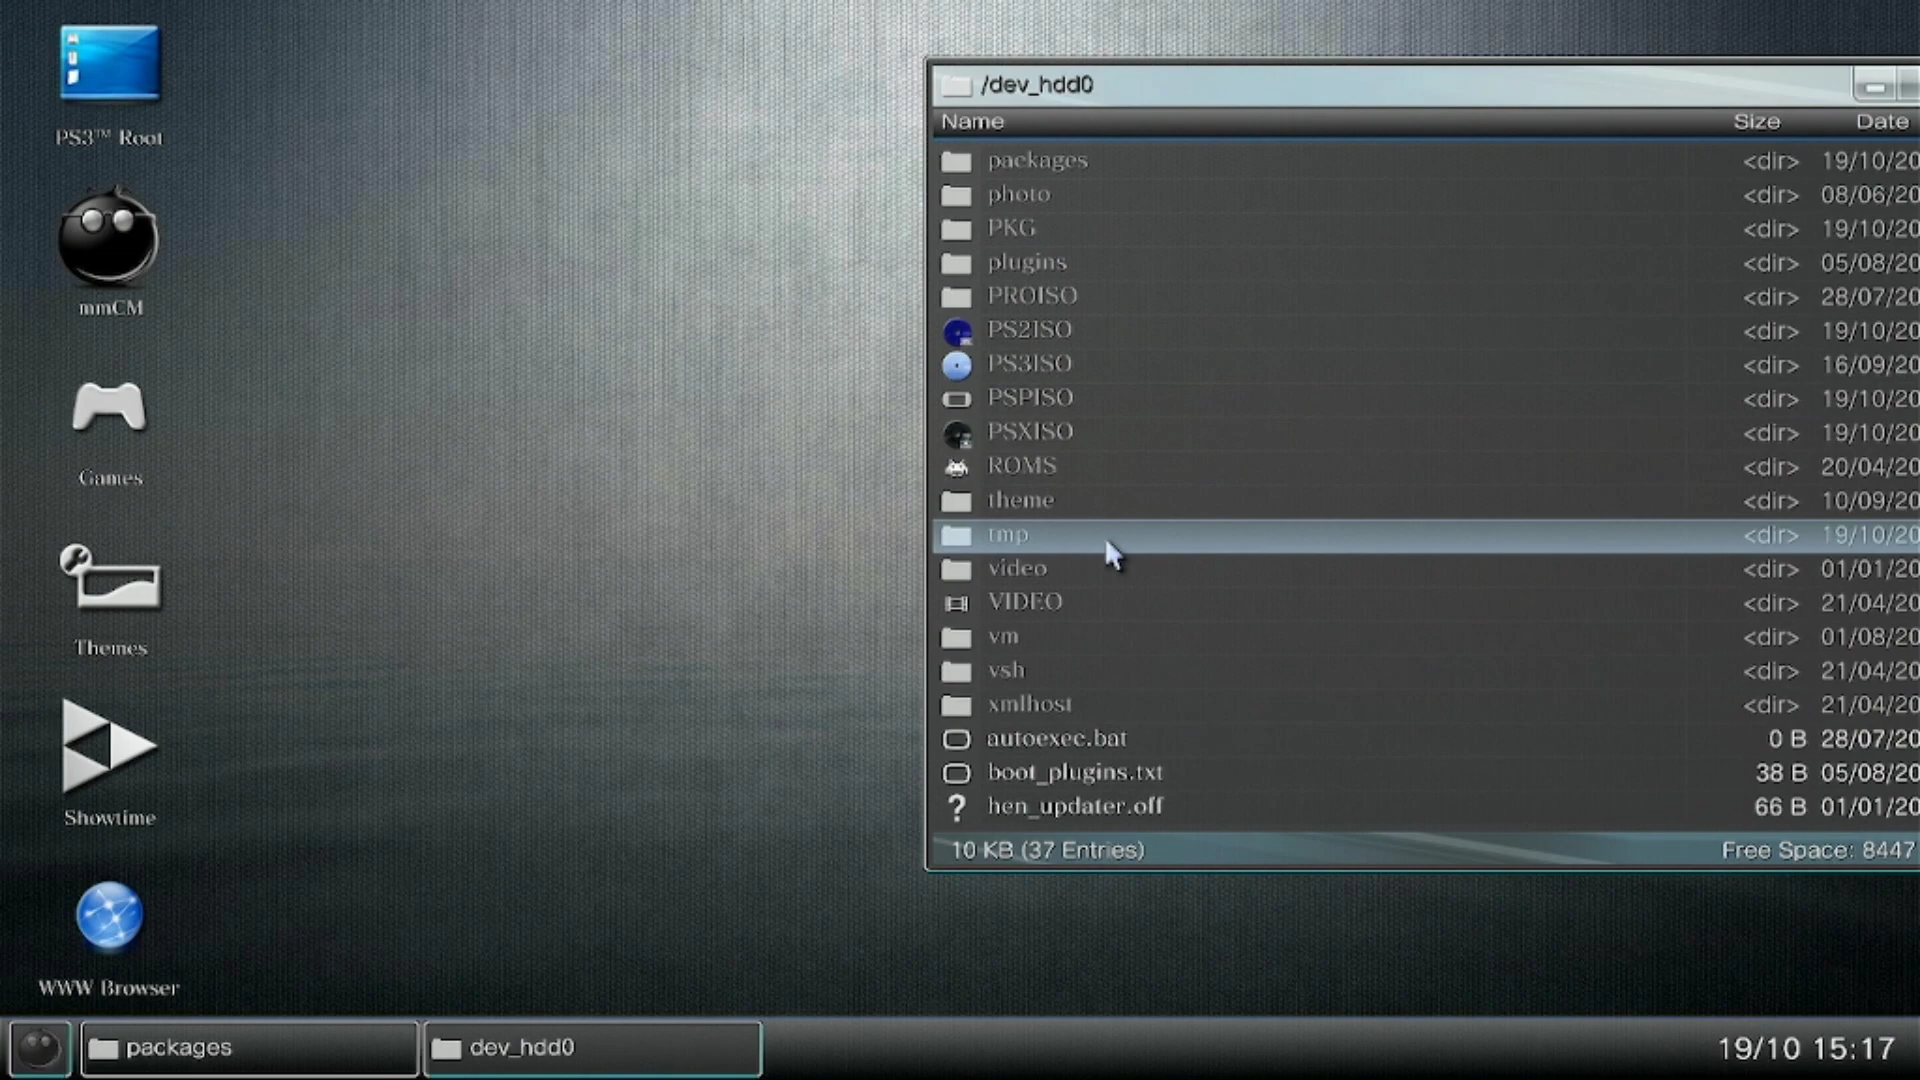 PS3™ Root
mmCM
Games
Themes
Showtime
WWW Browser
/dev_hdd0
Name Size Date
packages <dir> 19/10/20
photo <dir> 08/06/20
PKG <dir> 19/10/20
plugins <dir> 05/08/20
PROISO <dir> 28/07/20
PS2ISO <dir> 19/10/20
PS3ISO <dir> 16/09/20
PSPISO <dir> 19/10/20
PSXISO <dir> 19/10/20
ROMS <dir> 20/04/20
theme <dir> 10/09/20
tmp <dir> 19/10/20
video <dir> 01/01/20
VIDEO <dir> 21/04/20
vm <dir> 01/08/20
vsh <dir> 21/04/20
xmlhost <dir> 21/04/20
autoexec.bat 0 B 28/07/20
boot_plugins.txt 38 B 05/08/20
hen_updater.off 66 B 01/01/20
10 KB (37 Entries) Free Space: 8447
packages dev_hdd0 19/10 15:17